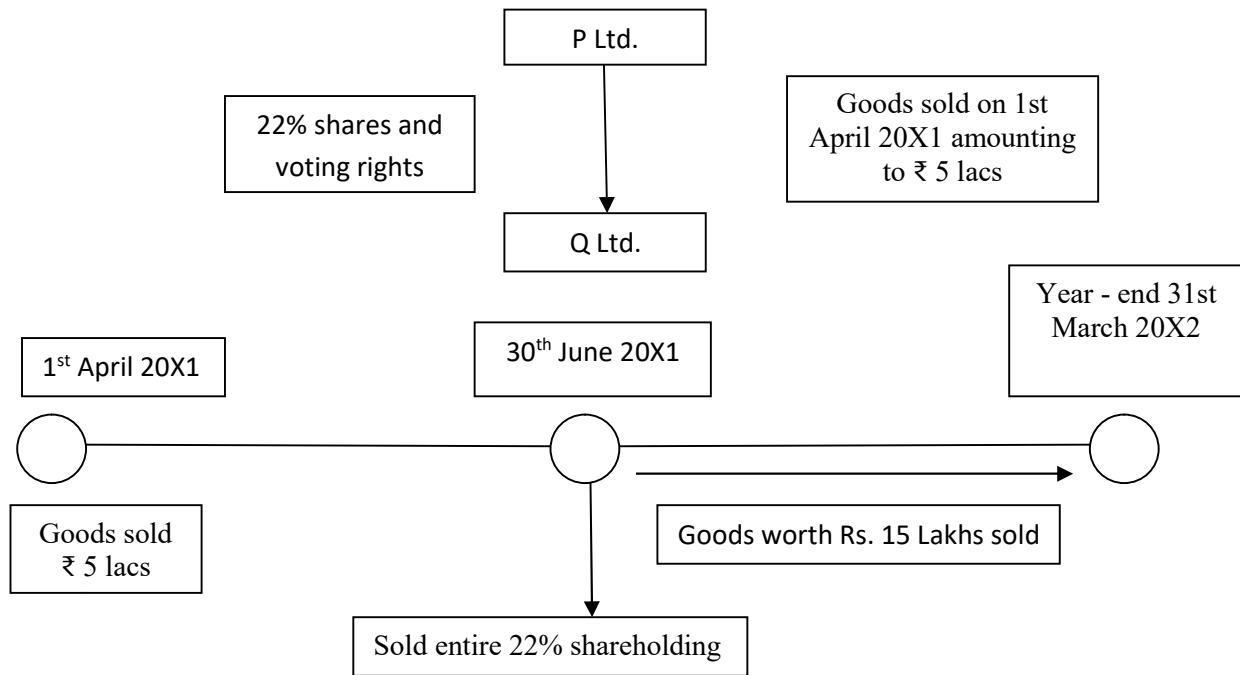 P Ltd.
22% shares and
voting rights
Goods sold on 1st
April 20X1 amounting
to ₹ 5 lacs
Q Ltd.
Year - end 31st
March 20X2
30th June 20X1
1st April 20X1
Goods sold
₹ 5 lacs
Goods worth Rs. 15 Lakhs sold
Sold entire 22% shareholding